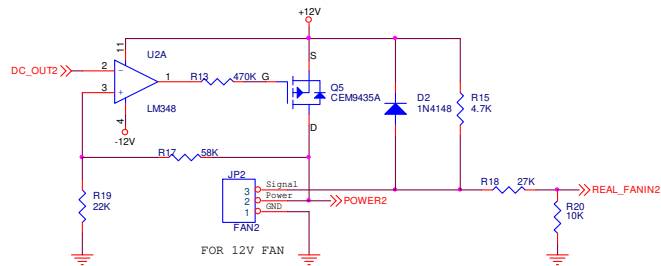 +12V
11
U2A
S
DC_OUT2
2
1
R13
470K
G
Q5
CEM9435A
D2
1N4148
R15
4.7K
3
LM348
4
-12V
D
R17
58K
R19
22K
JP2
3
2
1
Signal
Power
GND
POWER2
FAN2
R18
27K
REAL_FANIN2
R20
10K
FOR 12V FAN